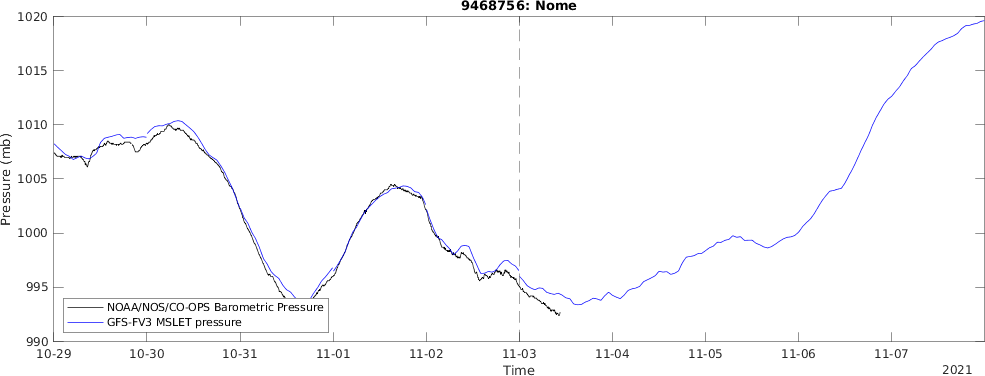 9468756: Nome
1020
1015
1010
1005
1000
995
990
Pressure (mb)
NOAA/NOS/CO-OPS Barometric Pressure
GFS-FV3 MSLET pressure
10-29 10-30 10-31 11-01 11-02 11-03 11-04 11-05 11-06 11-07
Time
2021